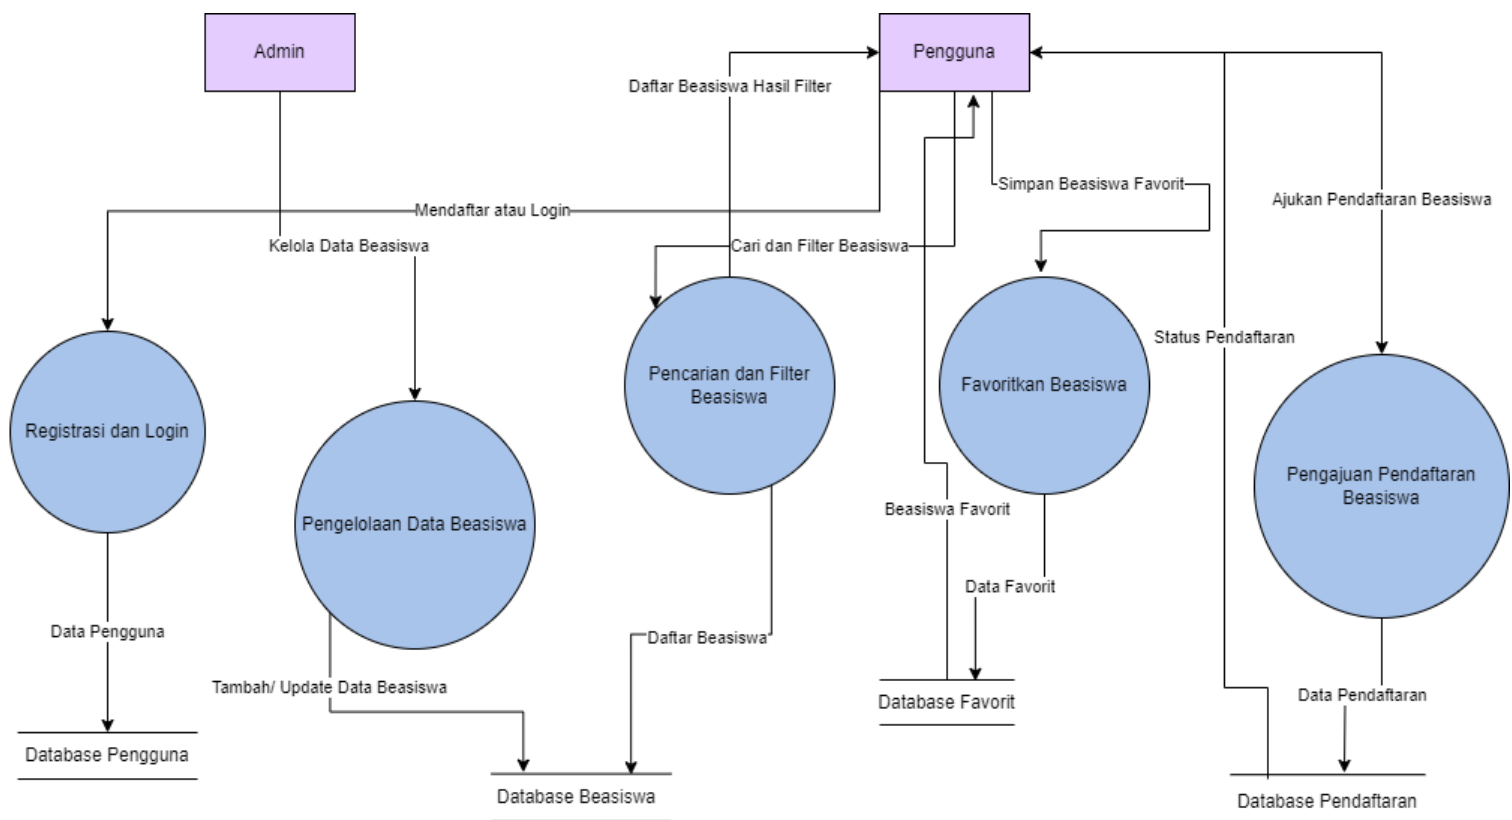 Admin
Pengguna
Daftar Beasiswa Hasil Filter
Simpan Beasiswa Favorit
Ajukan Pendaftaran Beasiswa
Mendaftar atau Login
Kelola Data Beasiswa
Cari dan Filter Beasiswa
Status Pendaftaran
Registrasi dan Login
Pencarian dan Filter
Beasiswa
Favoritkan Beasiswa
Pengajuan Pendaftaran
Beasiswa
Pengelolaan Data Beasiswa
Beasiswa Favorit
Data Favorit
Data Pengguna
Daftar Beasiswa
Tambah/ Update Data Beasiswa
Data Pendaftaran
Database Favorit
Database Pengguna
Database Beasiswa
Database Pendaftaran